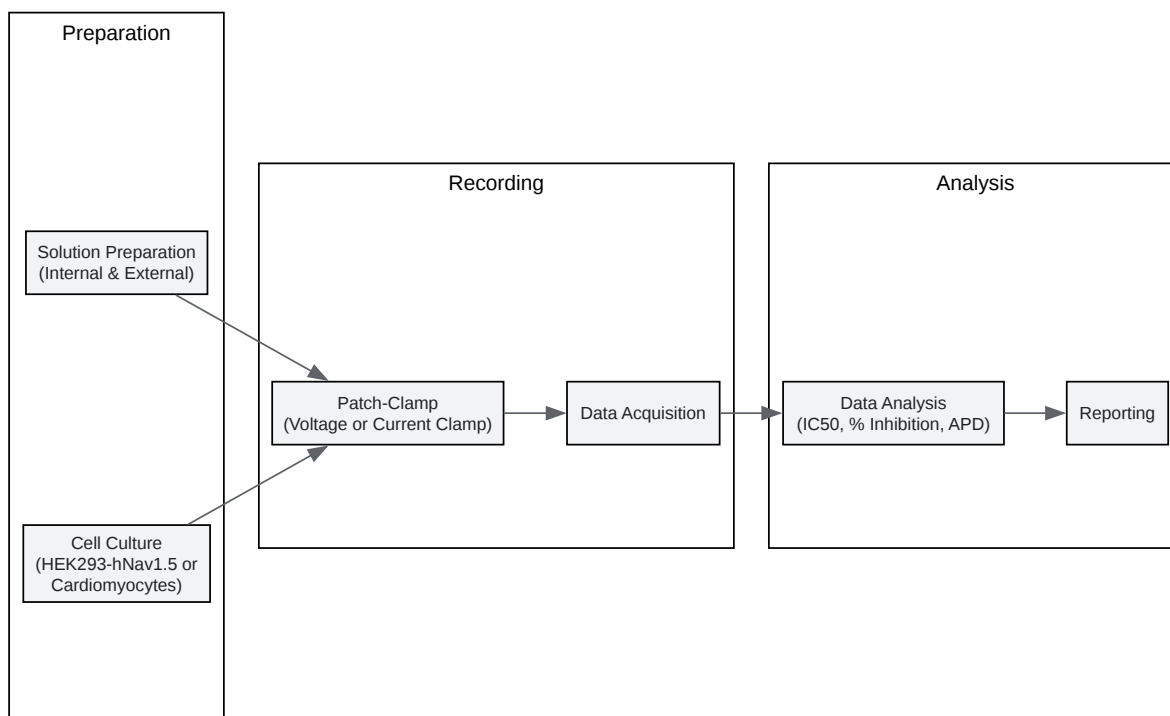 Preparation
Solution Preparation
(Internal & External)
Cell Culture
(HEK293-hNav1.5 or
Cardiomyocytes)
Recording
Patch-Clamp
(Voltage or Current Clamp)
Data Acquisition
Analysis
Data Analysis
(IC50, % Inhibition, APD)
Reporting